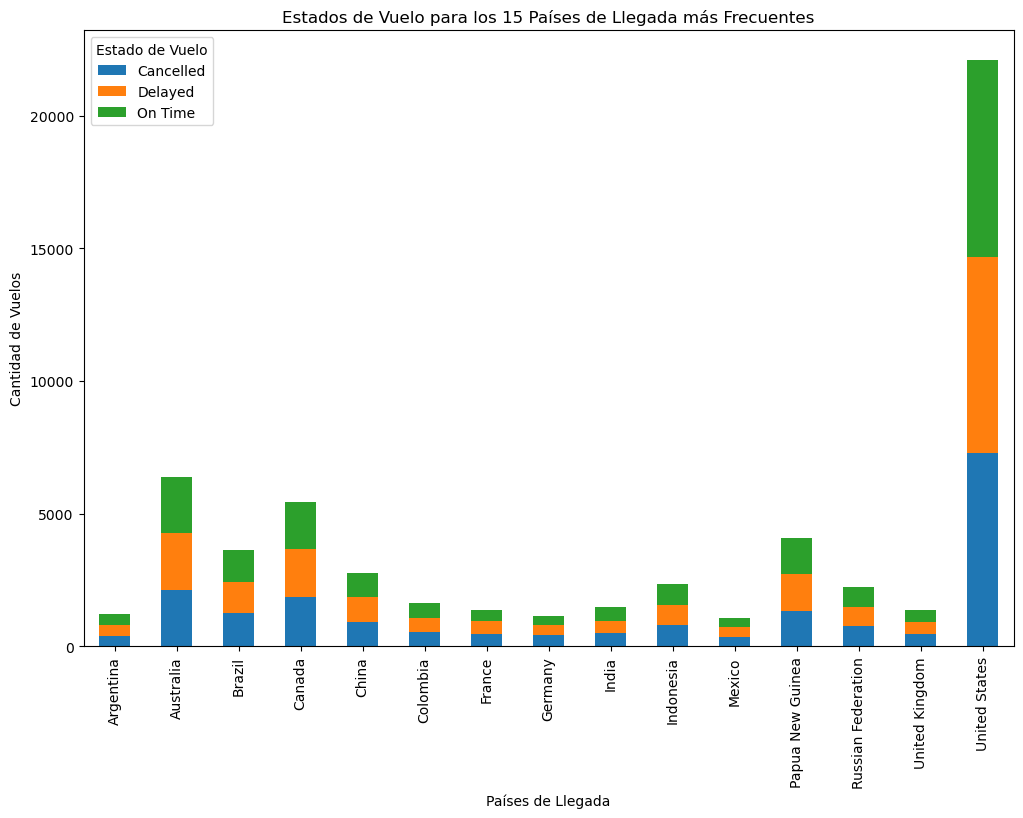 Estados de Vuelo para los 15 Países de Llegada más Frecuentes
Estado de Vuelo
Cancelled
Delayed
On Time
Cantidad de Vuelos
20000
15000
10000
5000
0
Argentina
Australia
Brazil
Canada
China
Colombia
France
Germany
India
Indonesia
Mexico
Papua New Guinea
Russian Federation
United Kingdom
United States
Países de Llegada